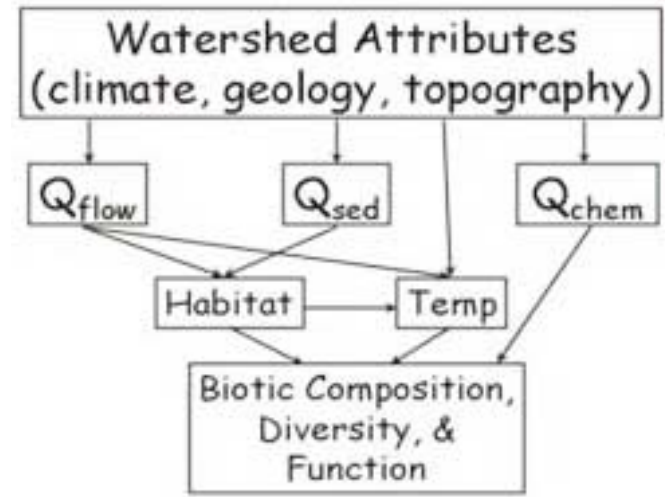 Watershed Attributes
(climate, geology, topography)
Qflow
Qsed
Qchem
Habitat
Temp
Biotic Composition,
Diversity, &
Function